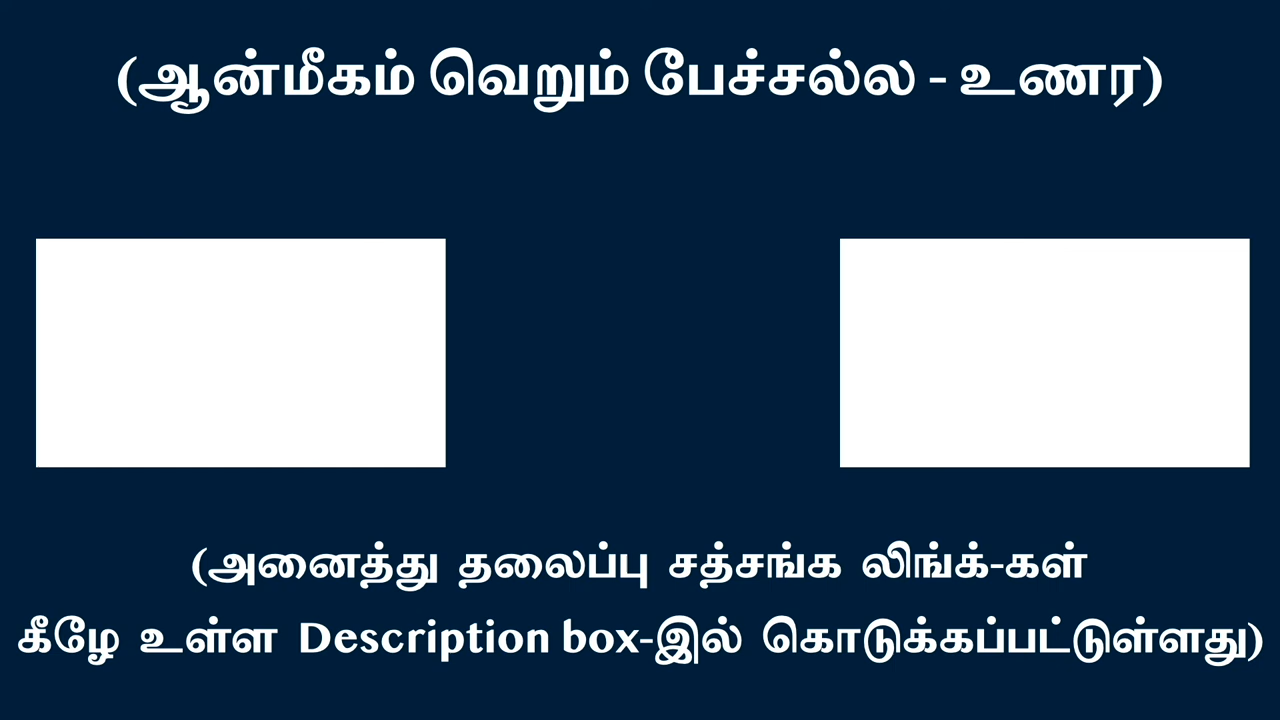 (ஆன்மீகம் வெறும் பேச்சல்ல - உணர)
(அனைத்து தலைப்பு சத்சங்க லிங்க்-கள்
கீழே உள்ள Description box-இல் கொடுக்கப்பட்டுள்ளது)